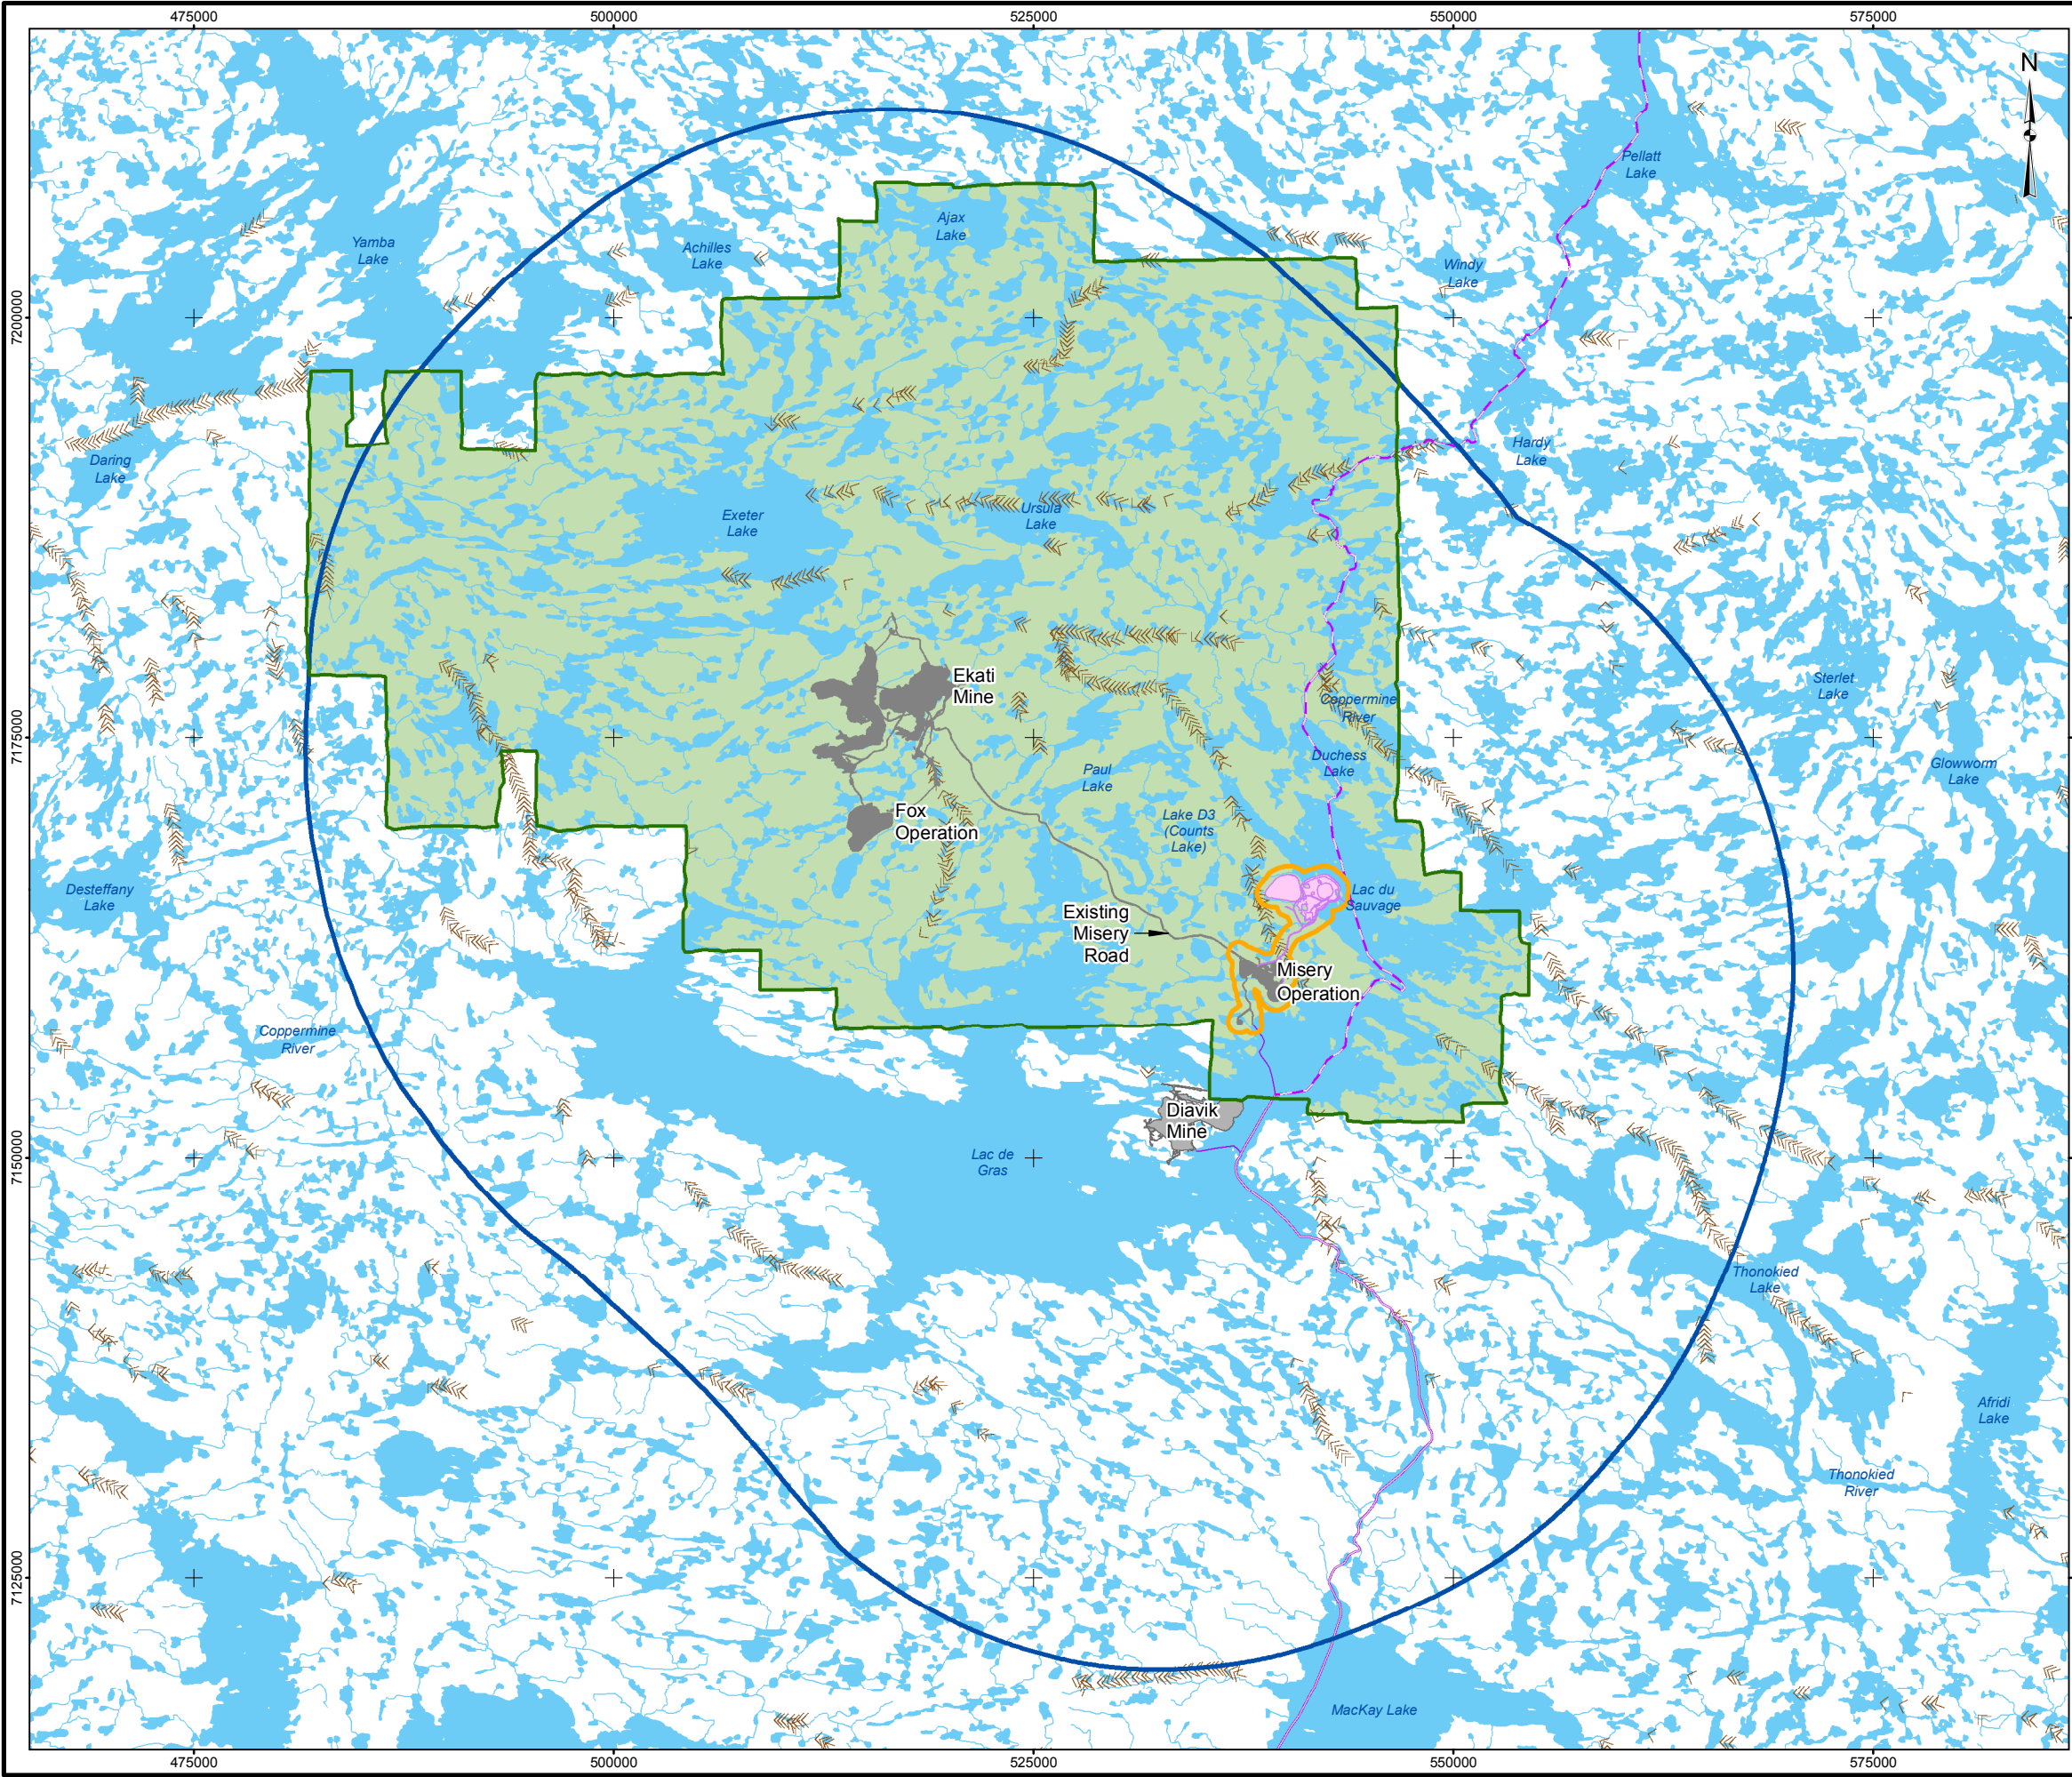 475000
500000
525000
550000
575000
N
Pellatt
Lake
Ajax
Lake
Yamba
Lake
Achilles
Lake
Windy
Lake
7200000
Daring
Lake
Hardy
Lake
Exeter
Lake
Ursula
Lake
Ekati
Mine
Sterlet
Lake
Coppermine
River
7175000
Duchess
Lake
Paul
Lake
Glowworm
Lake
Fox
Operation
Lake D3
(Counts
Lake)
Desteffany
Lake
Lac du
Sauvage
Existing
Misery
Road
Misery
Operation
Coppermine
River
Diavik
Mine
7150000
Lac de
Gras
Thonokied
Lake
Afridi
Lake
Thonokied
River
7125000
MacKay Lake
475000
500000
525000
550000
575000